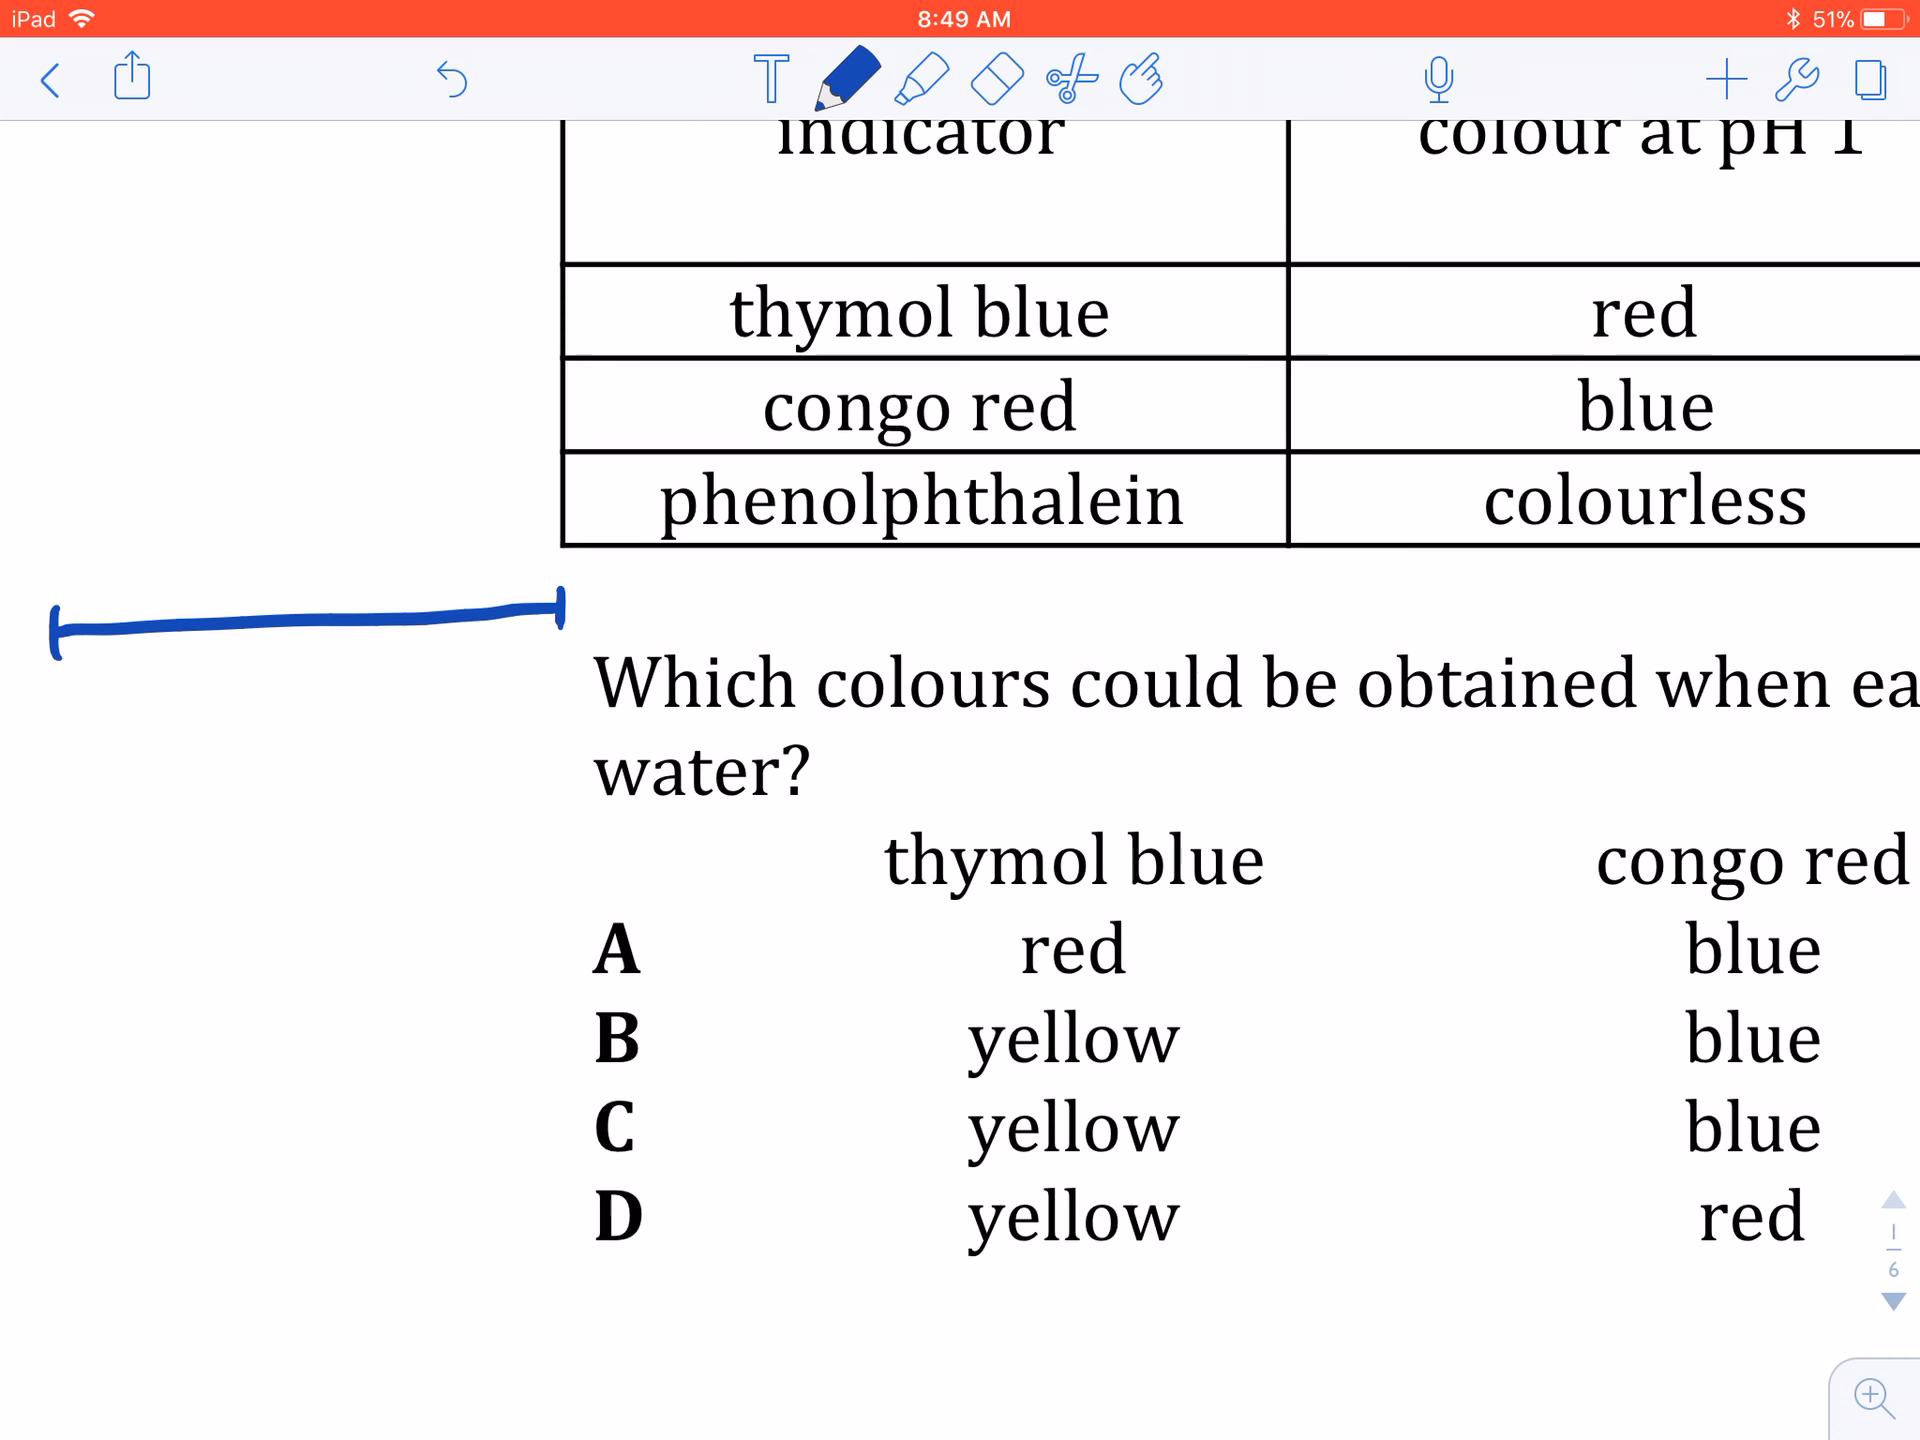 iPad 8:49 AM 51%
indicator colour at pH 1
thymol blue red
congo red blue
phenolphthalein colourless
Which colours could be obtained when ea
water?
thymol blue congo red
A red blue
B yellow blue
C yellow blue
D yellow red
1
6